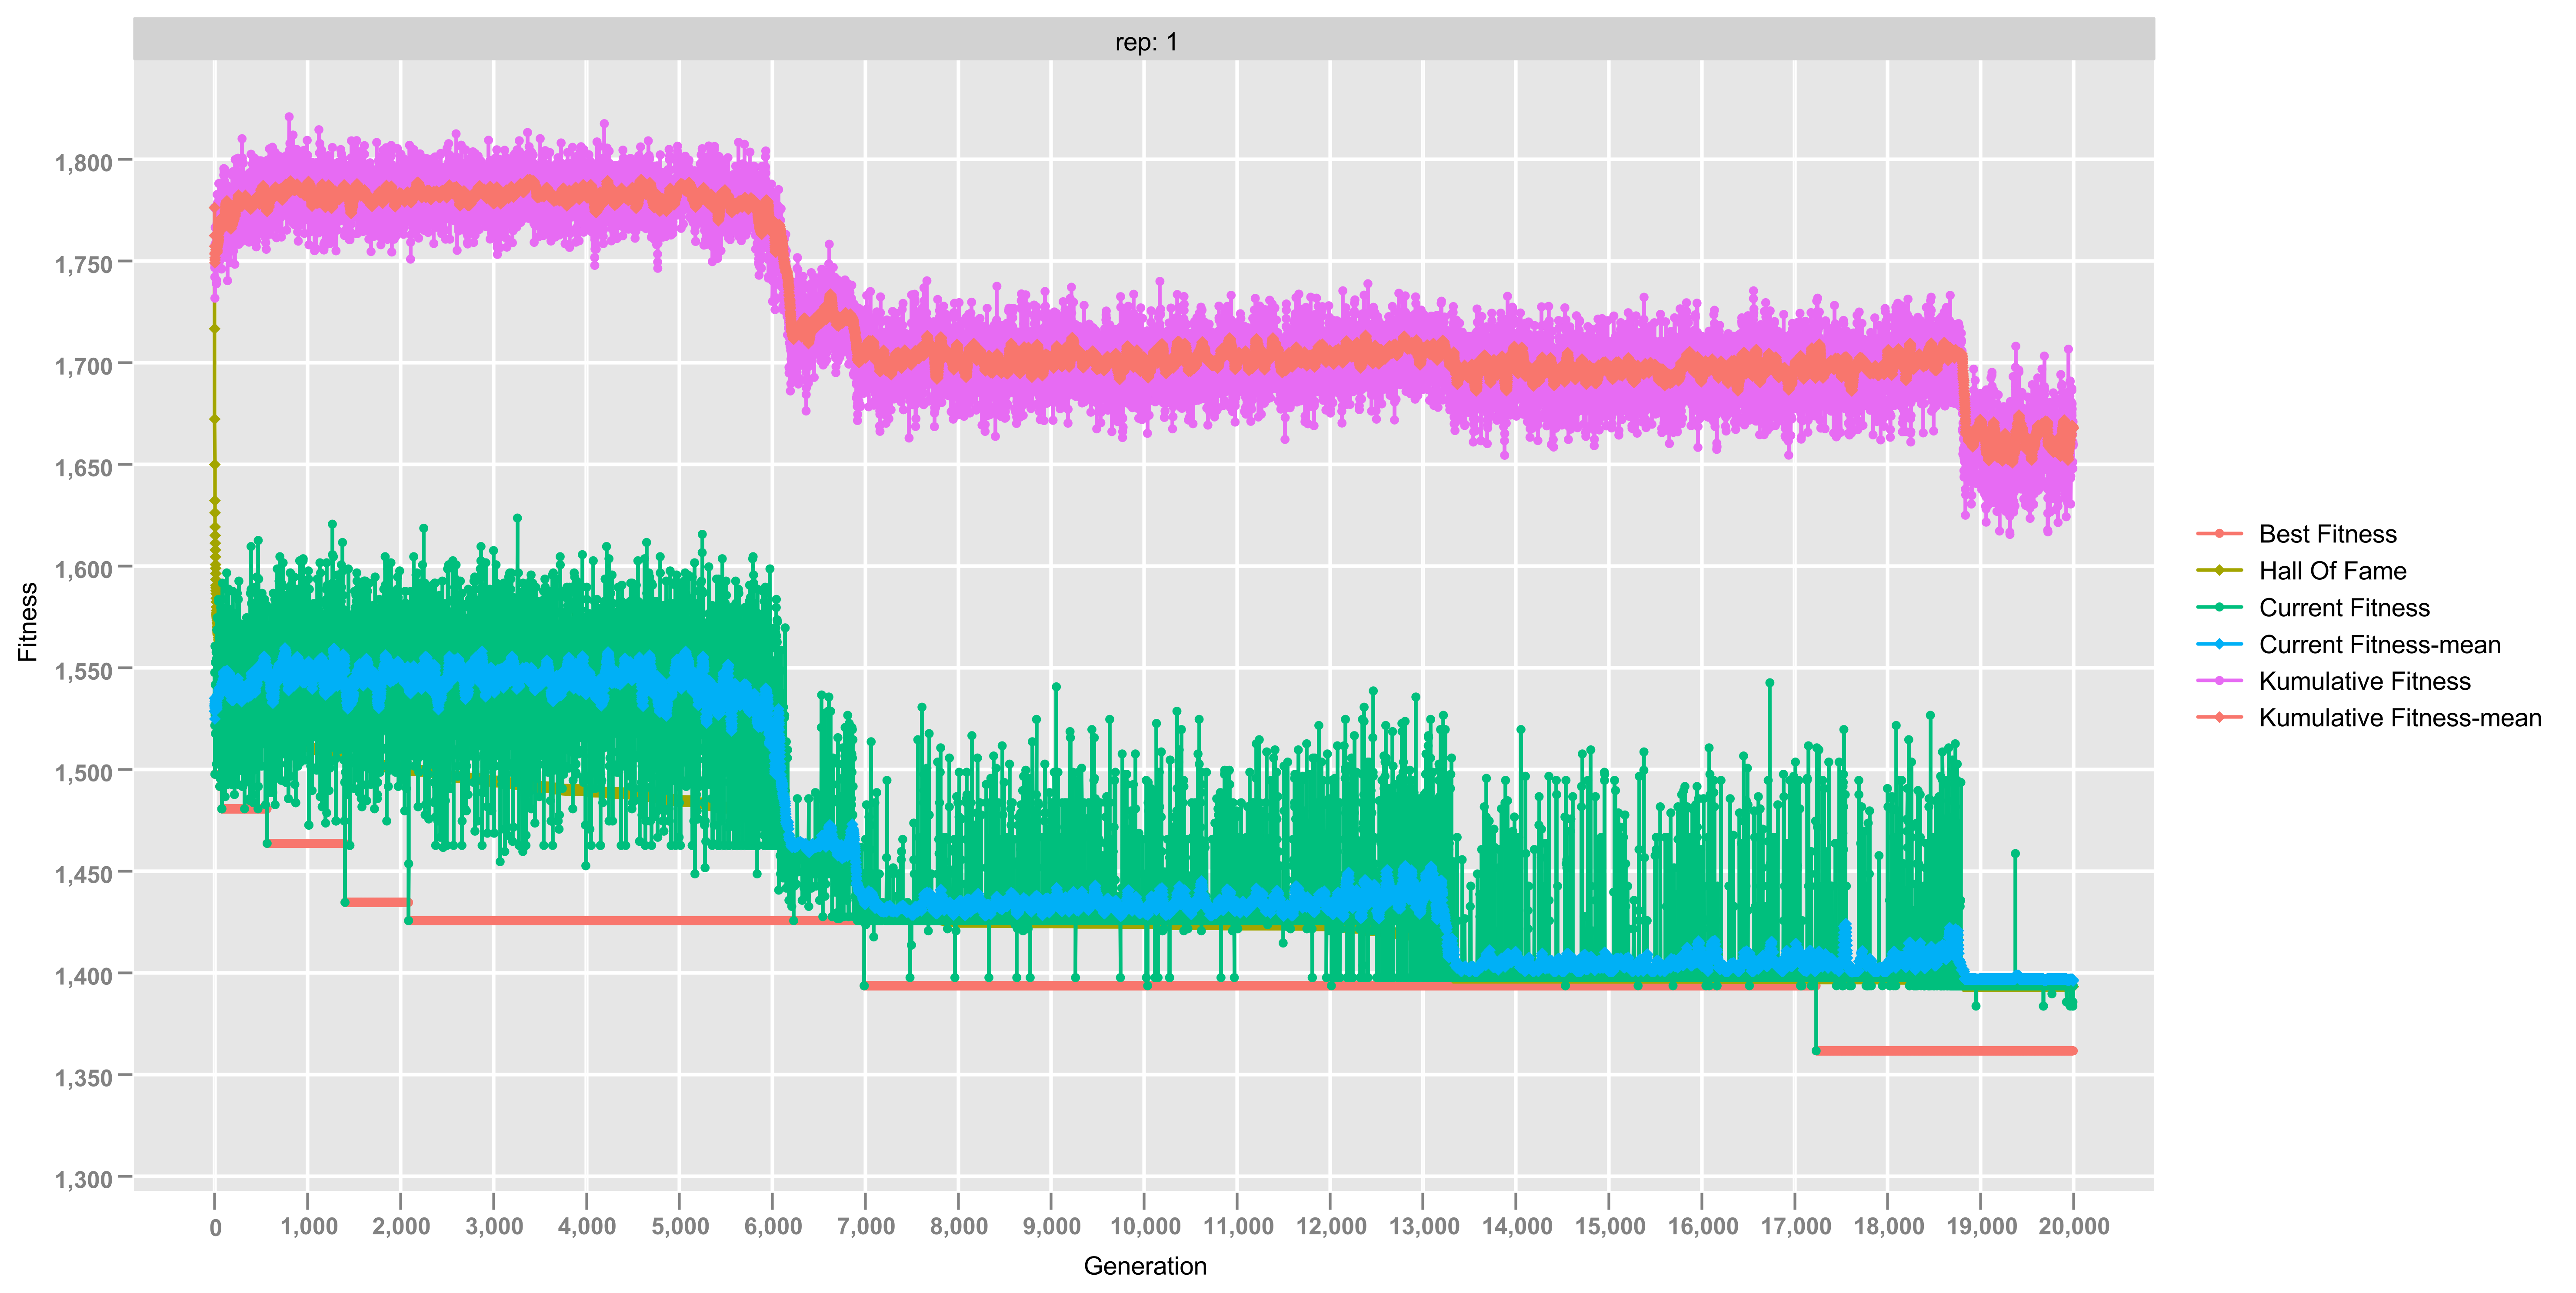 rep: 1
1,800
1,750
1,700
1,650
1,600
1,550
1,500
1,450
1,400
1,350
1,300
Fitness
0 1,000 2,000 3,000 4,000 5,000 6,000 7,000 8,000 9,000 10,000 11,000 12,000 13,000 14,000 15,000 16,000 17,000 18,000 19,000 20,000
Generation
Best Fitness
Hall Of Fame
Current Fitness
Current Fitness-mean
Kumulative Fitness
Kumulative Fitness-mean